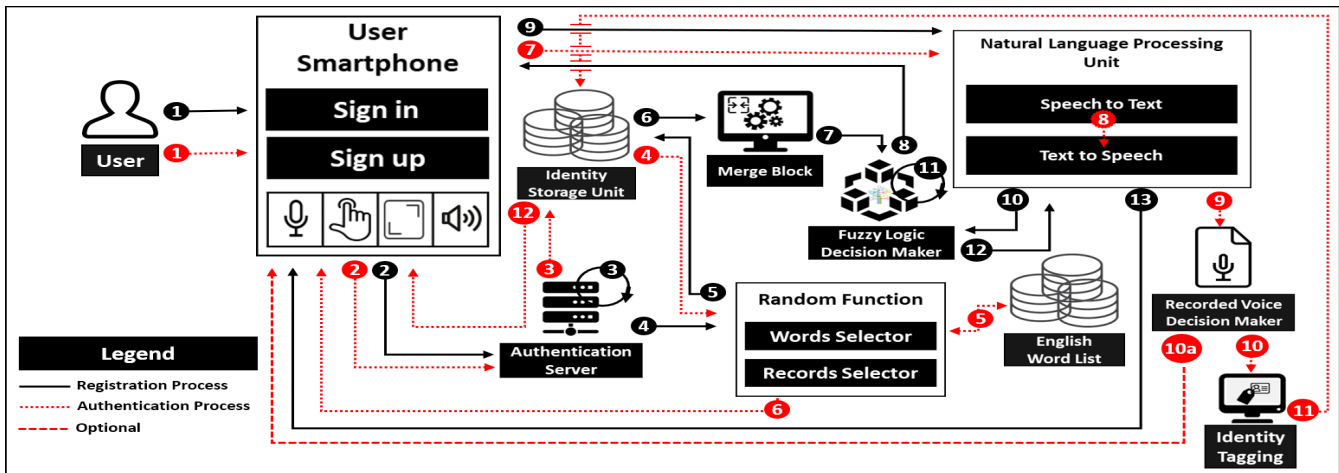 User
Smartphone
Sign in
Sign up
1
User
1
9
7
Natural Language Processing
Unit
Speech to Text
8
Text to Speech
6
4
Identity
Storage Unit
12
Merge Block
7
8
11
Fuzzy Logic
Decision Maker
10
12
13
9
2
2
3
3
Authentication
Server
4
5
Random Function
Words Selector
Records Selector
6
5
English
Word List
Recorded Voice
Decision Maker
10a
10
11
Identity
Tagging
Legend
Registration Process
Authentication Process
Optional